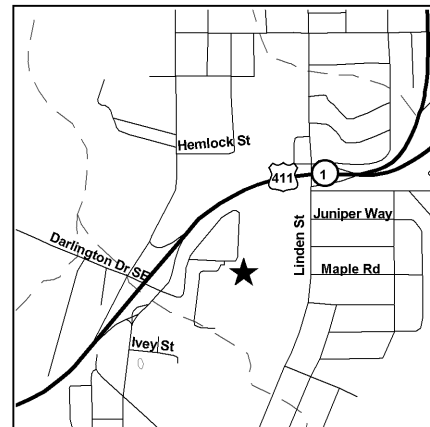 Hemlock St
411
1
Juniper Way
Linden St
Darlington Dr SE
Maple Rd
Ivey St